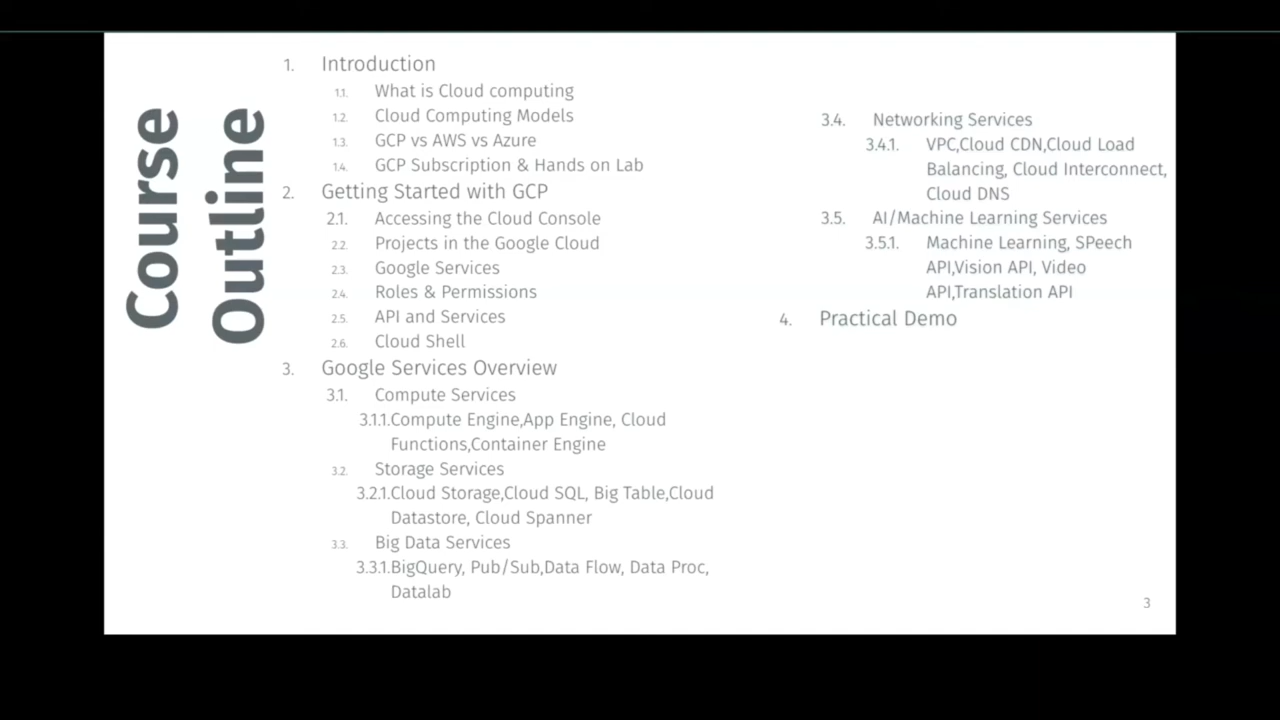 Course
Outline
1. Introduction
1.1. What is Cloud computing
1.2. Cloud Computing Models
1.3. GCP vs AWS vs Azure
1.4. GCP Subscription & Hands on Lab
2. Getting Started with GCP
2.1. Accessing the Cloud Console
2.2. Projects in the Google Cloud
2.3. Google Services
2.4. Roles & Permissions
2.5. API and Services
2.6. Cloud Shell
3. Google Services Overview
3.1. Compute Services
3.1.1.Compute Engine,App Engine, Cloud
Functions,Container Engine
3.2. Storage Services
3.2.1.Cloud Storage,Cloud SQL, Big Table,Cloud
Datastore, Cloud Spanner
3.3. Big Data Services
3.3.1.BigQuery, Pub/Sub,Data Flow, Data Proc,
Datalab
3.4. Networking Services
3.4.1. VPC,Cloud CDN,Cloud Load
Balancing, Cloud Interconnect,
Cloud DNS
3.5. AI/Machine Learning Services
3.5.1. Machine Learning, SPeech
API,Vision API, Video
API,Translation API
4. Practical Demo
3